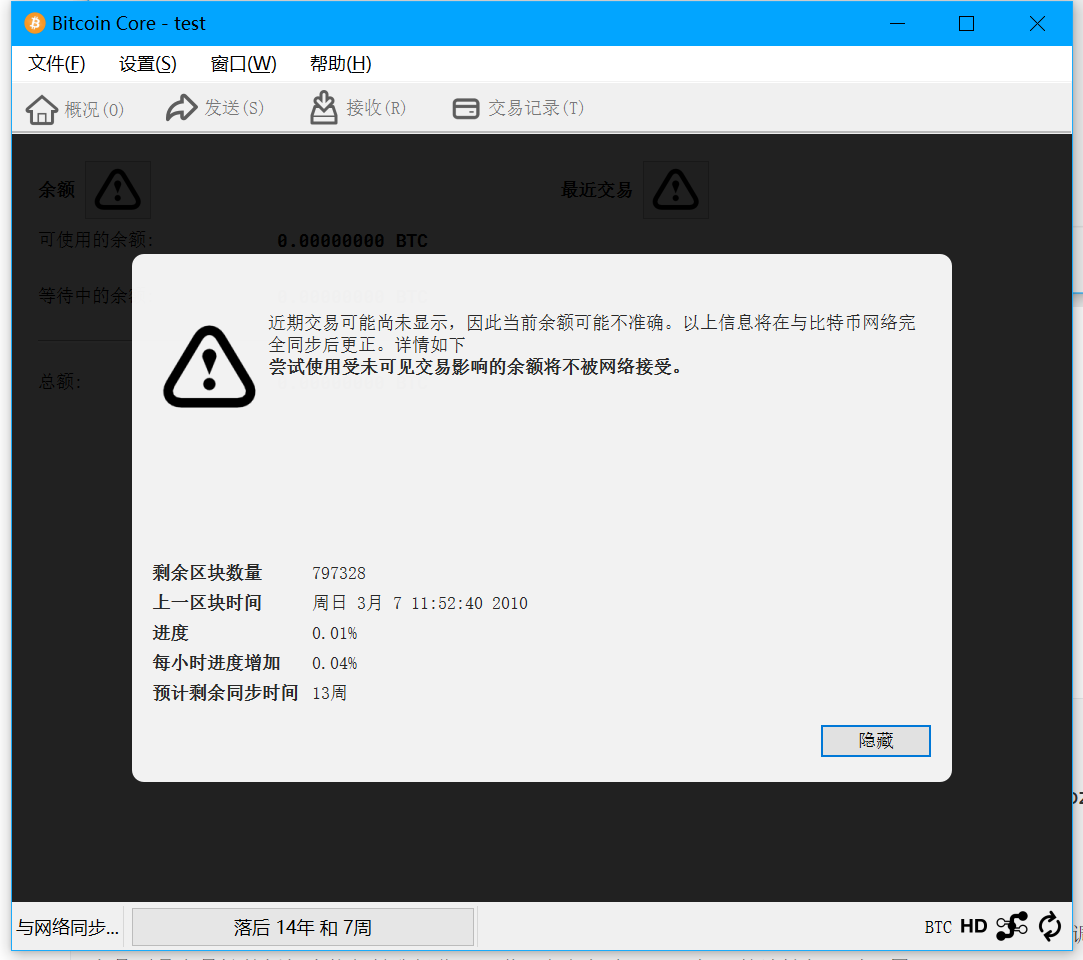 Bitcoin Core - test
文件(F) 设置(S) 窗口(W) 帮助(H)
概况(O) 发送(S) 接收(R) 交易记录(T)
余额 最近交易
可使用的余额: 0.00000000 BTC
等待中的余
总额:
近期交易可能尚未显示，因此当前余额可能不准确。以上信息将在与比特币网络完
全同步后更正。详情如下
尝试使用受未可见交易影响的余额将不被网络接受。
剩余区块数量 797328
上一区块时间 周日 3月 7 11:52:40 2010
进度 0.01%
每小时进度增加 0.04%
预计剩余同步时间 13周
隐藏
与网络同步... 落后 14年 和 7周 BTC HD